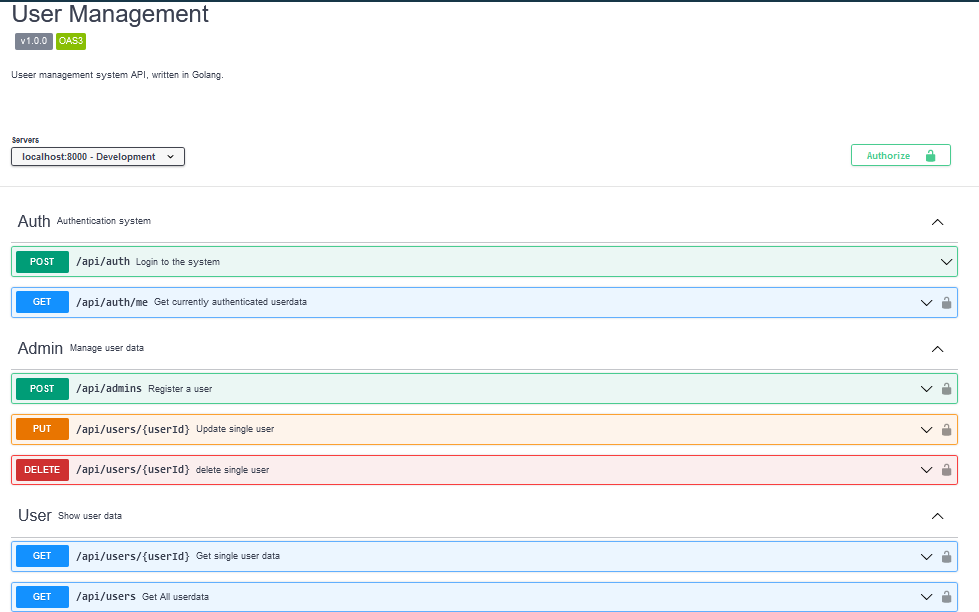 User Management
v1.0.0 OAS3
Useer management system API, written in Golang.
Servers
localhost:8000 - Development
Authorize
Auth Authentication system
POST /api/auth Login to the system
GET /api/auth/me Get currently authenticated userdata
Admin Manage user data
POST /api/admins Register a user
PUT /api/users/{userId} Update single user
DELETE /api/users/{userId} delete single user
User Show user data
GET /api/users/{userId} Get single user data
GET /api/users Get All userdata